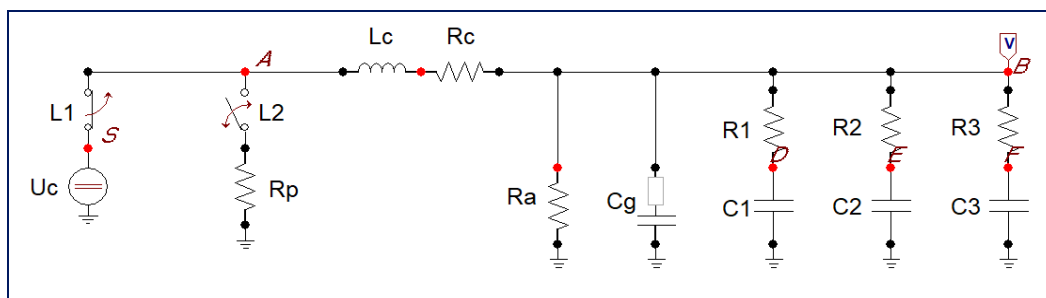 V
Lc Rc
A B
L1 L2 R1 R2 R3
S D E F
Uc Rp Ra Cg C1 C2 C3